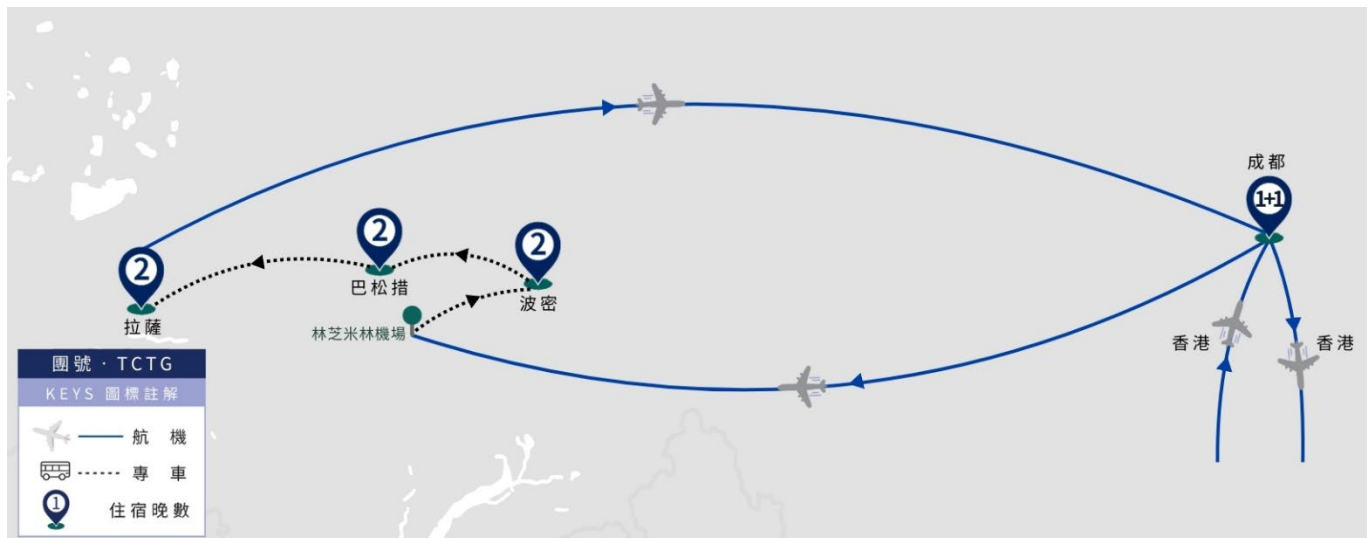 成都
1+1
2
2
2
巴松措
波密
拉薩
林芝米林機場
香港
香港
團號 · TCTG
KEYS 圖標註解
航 機
專 車
1
住宿晚數